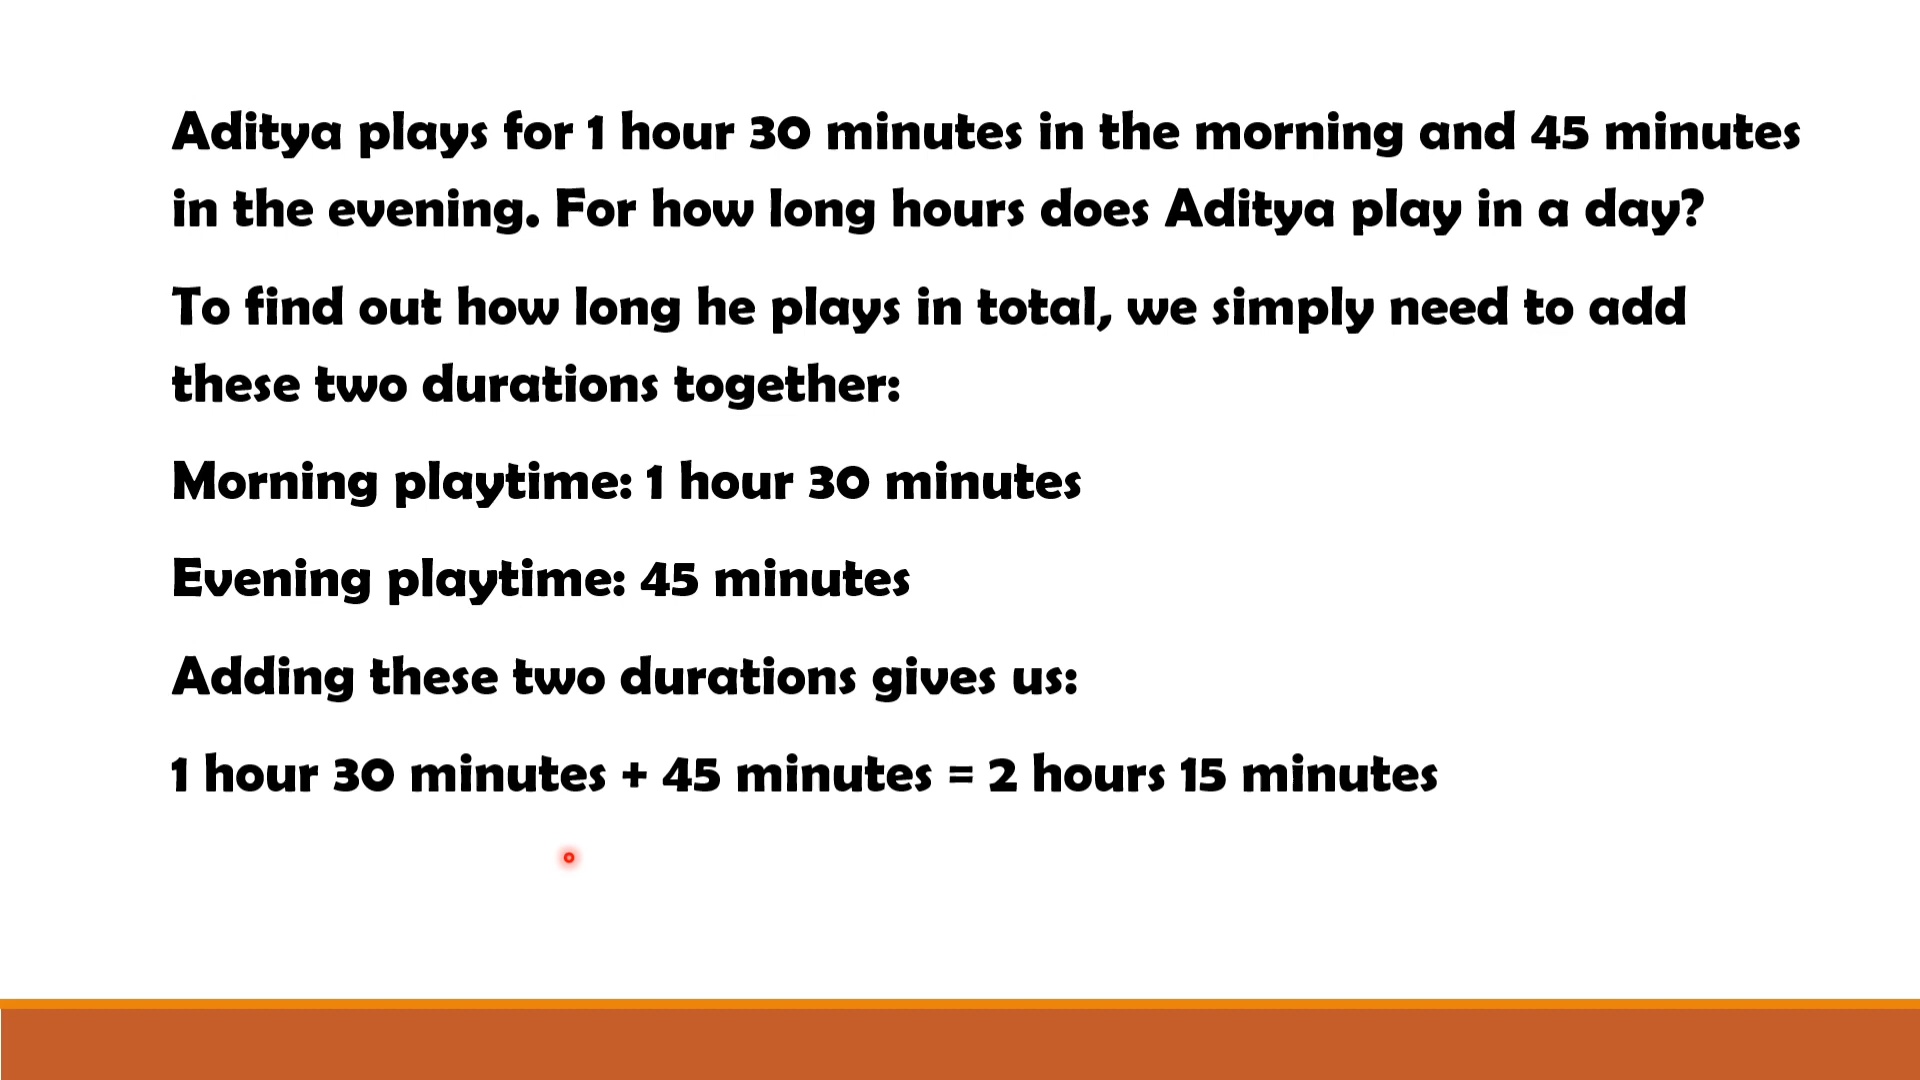 Aditya plays for 1 hour 30 minutes in the morning and 45 minutes
in the evening. For how long hours does Aditya play in a day?
To find out how long he plays in total, we simply need to add
these two durations together:
Morning playtime: 1 hour 30 minutes
Evening playtime: 45 minutes
Adding these two durations gives us:
1 hour 30 minutes + 45 minutes = 2 hours 15 minutes